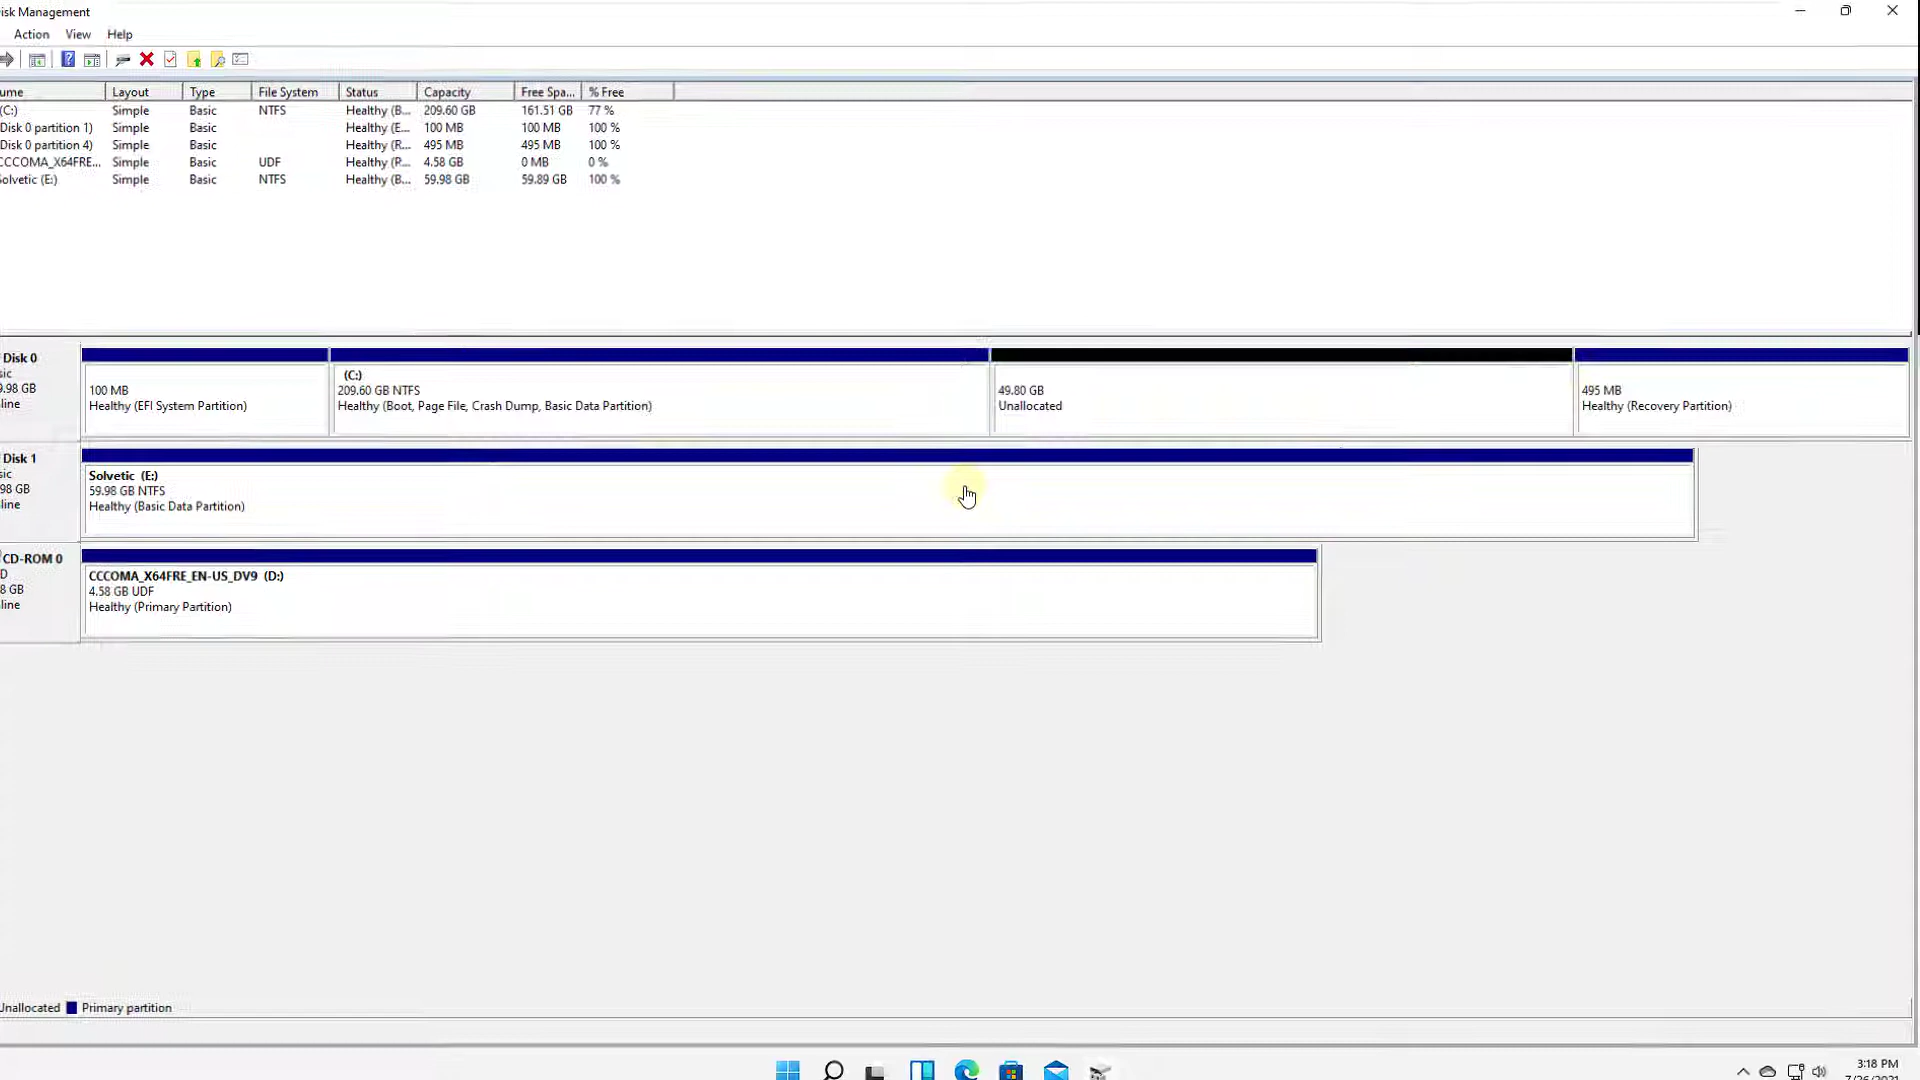 isk Management
Action View Help
ume Layout Type File System Status Capacity Free Spa... % Free
(C:) Simple Basic NTFS Healthy (B... 209.60 GB 161.51 GB 77 %
Disk 0 partition 1) Simple Basic Healthy (E... 100 MB 100 MB 100 %
Disk 0 partition 4) Simple Basic Healthy (R... 495 MB 495 MB 100 %
CCCOMA_X64FRE... Simple Basic UDF Healthy (P... 4.58 GB 0 MB 0 %
Solvetic (E:) Simple Basic NTFS Healthy (B... 59.98 GB 59.89 GB 100 %
Disk 0
sic
9.98 GB
line
100 MB
Healthy (EFI System Partition)
(C:)
209.60 GB NTFS
Healthy (Boot, Page File, Crash Dump, Basic Data Partition)
49.80 GB
Unallocated
495 MB
Healthy (Recovery Partition)
Disk 1
sic
98 GB
line
Solvetic (E:)
59.98 GB NTFS
Healthy (Basic Data Partition)
CD-ROM 0
D
8 GB
line
CCCOMA_X64FRE_EN-US_DV9 (D:)
4.58 GB UDF
Healthy (Primary Partition)
Unallocated Primary partition
3:18 PM
7/26/2021